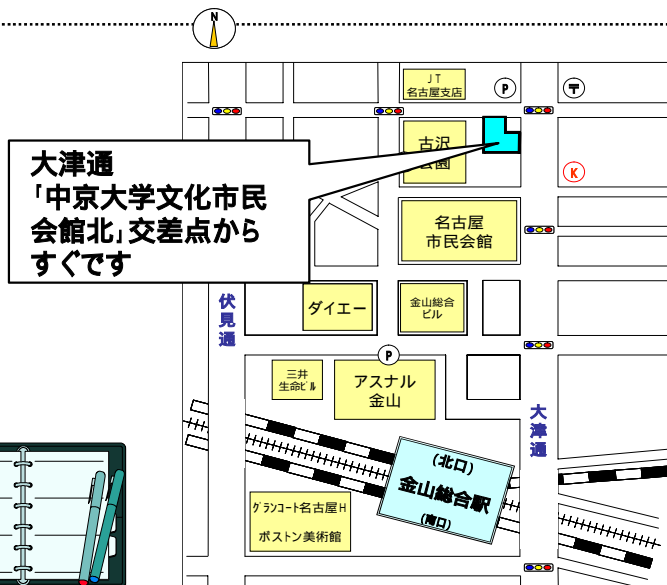 N
JT
名古屋支店
P
〒
大津通
「中京大学文化市民
会館北」交差点から
すぐです
古沢
公園
K
名古屋
市民会館
伏見通
ダイエー
金山総合
ビル
P
三井
生命ビル
アスナル
金山
大津通
(北口)
金山総合駅
(南口)
グランコート名古屋H
ボストン美術館